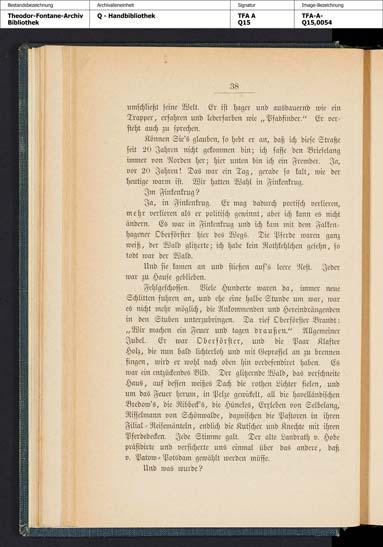 Bestandsbezeichnung
Archivalieneinheit
Signatur
Image-Bezeichnung
Theodor-Fontane-Archiv
Bibliothek
Q - Handbibliothek
TFA A
Q15
TFA-A-
Q15,0054
38
umschließt seine Welt. Er ist hager und ausdauernd wie ein
Trapper, erfahren und lederfarben wie „Pfadfinder.“ Er ver-
steht auch zu sprechen.
Können Sie's glauben, so hebt er an, daß ich diese Straße
seit 20 Jahren nicht gekommen bin; ich fasse den Brieselang
immer von Norden her; hier unten bin ich ein Fremder. Ja,
vor 20 Jahren! Das war ein Tag, gerade so kalt, wie der
heutige warm ist. Wir hatten Wahl in Finkenkrug.
Im Finkenkrug?
Ja, in Finkenkrug. Er mag dadurch poetisch verlieren,
mehr verlieren als er politisch gewinnt, aber ich kann es nicht
ändern. Es war in Finkenkrug und ich kam mit dem Falken-
hagener Oberförster hier des Wegs. Die Pferde waren ganz
weiß, der Wald glitzerte; ich habe kein Rothkehlchen gesehn, so
todt war der Wald.
Und sie kamen an und stießen auf's leere Nest. Jeder
war zu Hause geblieben.
Fehlgeschossen. Viele Hunderte waren da, immer neue
Schlitten fuhren an, und ehe eine halbe Stunde um war, war
es nicht mehr möglich, die Ankommenden und Hereindrängenden
in den Stuben unterzubringen. Da rief Oberförster Brandt:
„Wir machen ein Feuer und tagen draußen.“ Allgemeiner
Jubel. Er war Oberförster, und die Paar Klafter
Holz, die nun bald lichterloh und mit Geprassel an zu brennen
fingen, wird er wohl nach oben hin verdefendirt haben. Es
war ein entzückendes Bild. Der glitzernde Wald, das verschneite
Haus, auf dessen weißes Dach die rothen Lichter fielen, und
um das Feuer herum, in Pelze gewickelt, all die havelländischen
Bredow's, die Ribbeck's, die Hünekes, Erxleben von Selbelang,
Risselmann von Schönwalde, dazwischen die Pastoren in ihren
Filial-Reisemänteln, endlich die Kutscher und Knechte mit ihren
Pferdedecken. Jede Stimme galt. Der alte Landrath v. Hobe
präsidirte und versicherte uns einmal über das andere, daß
v. Patow-Potsdam gewählt werden müsse.
Und was wurde?